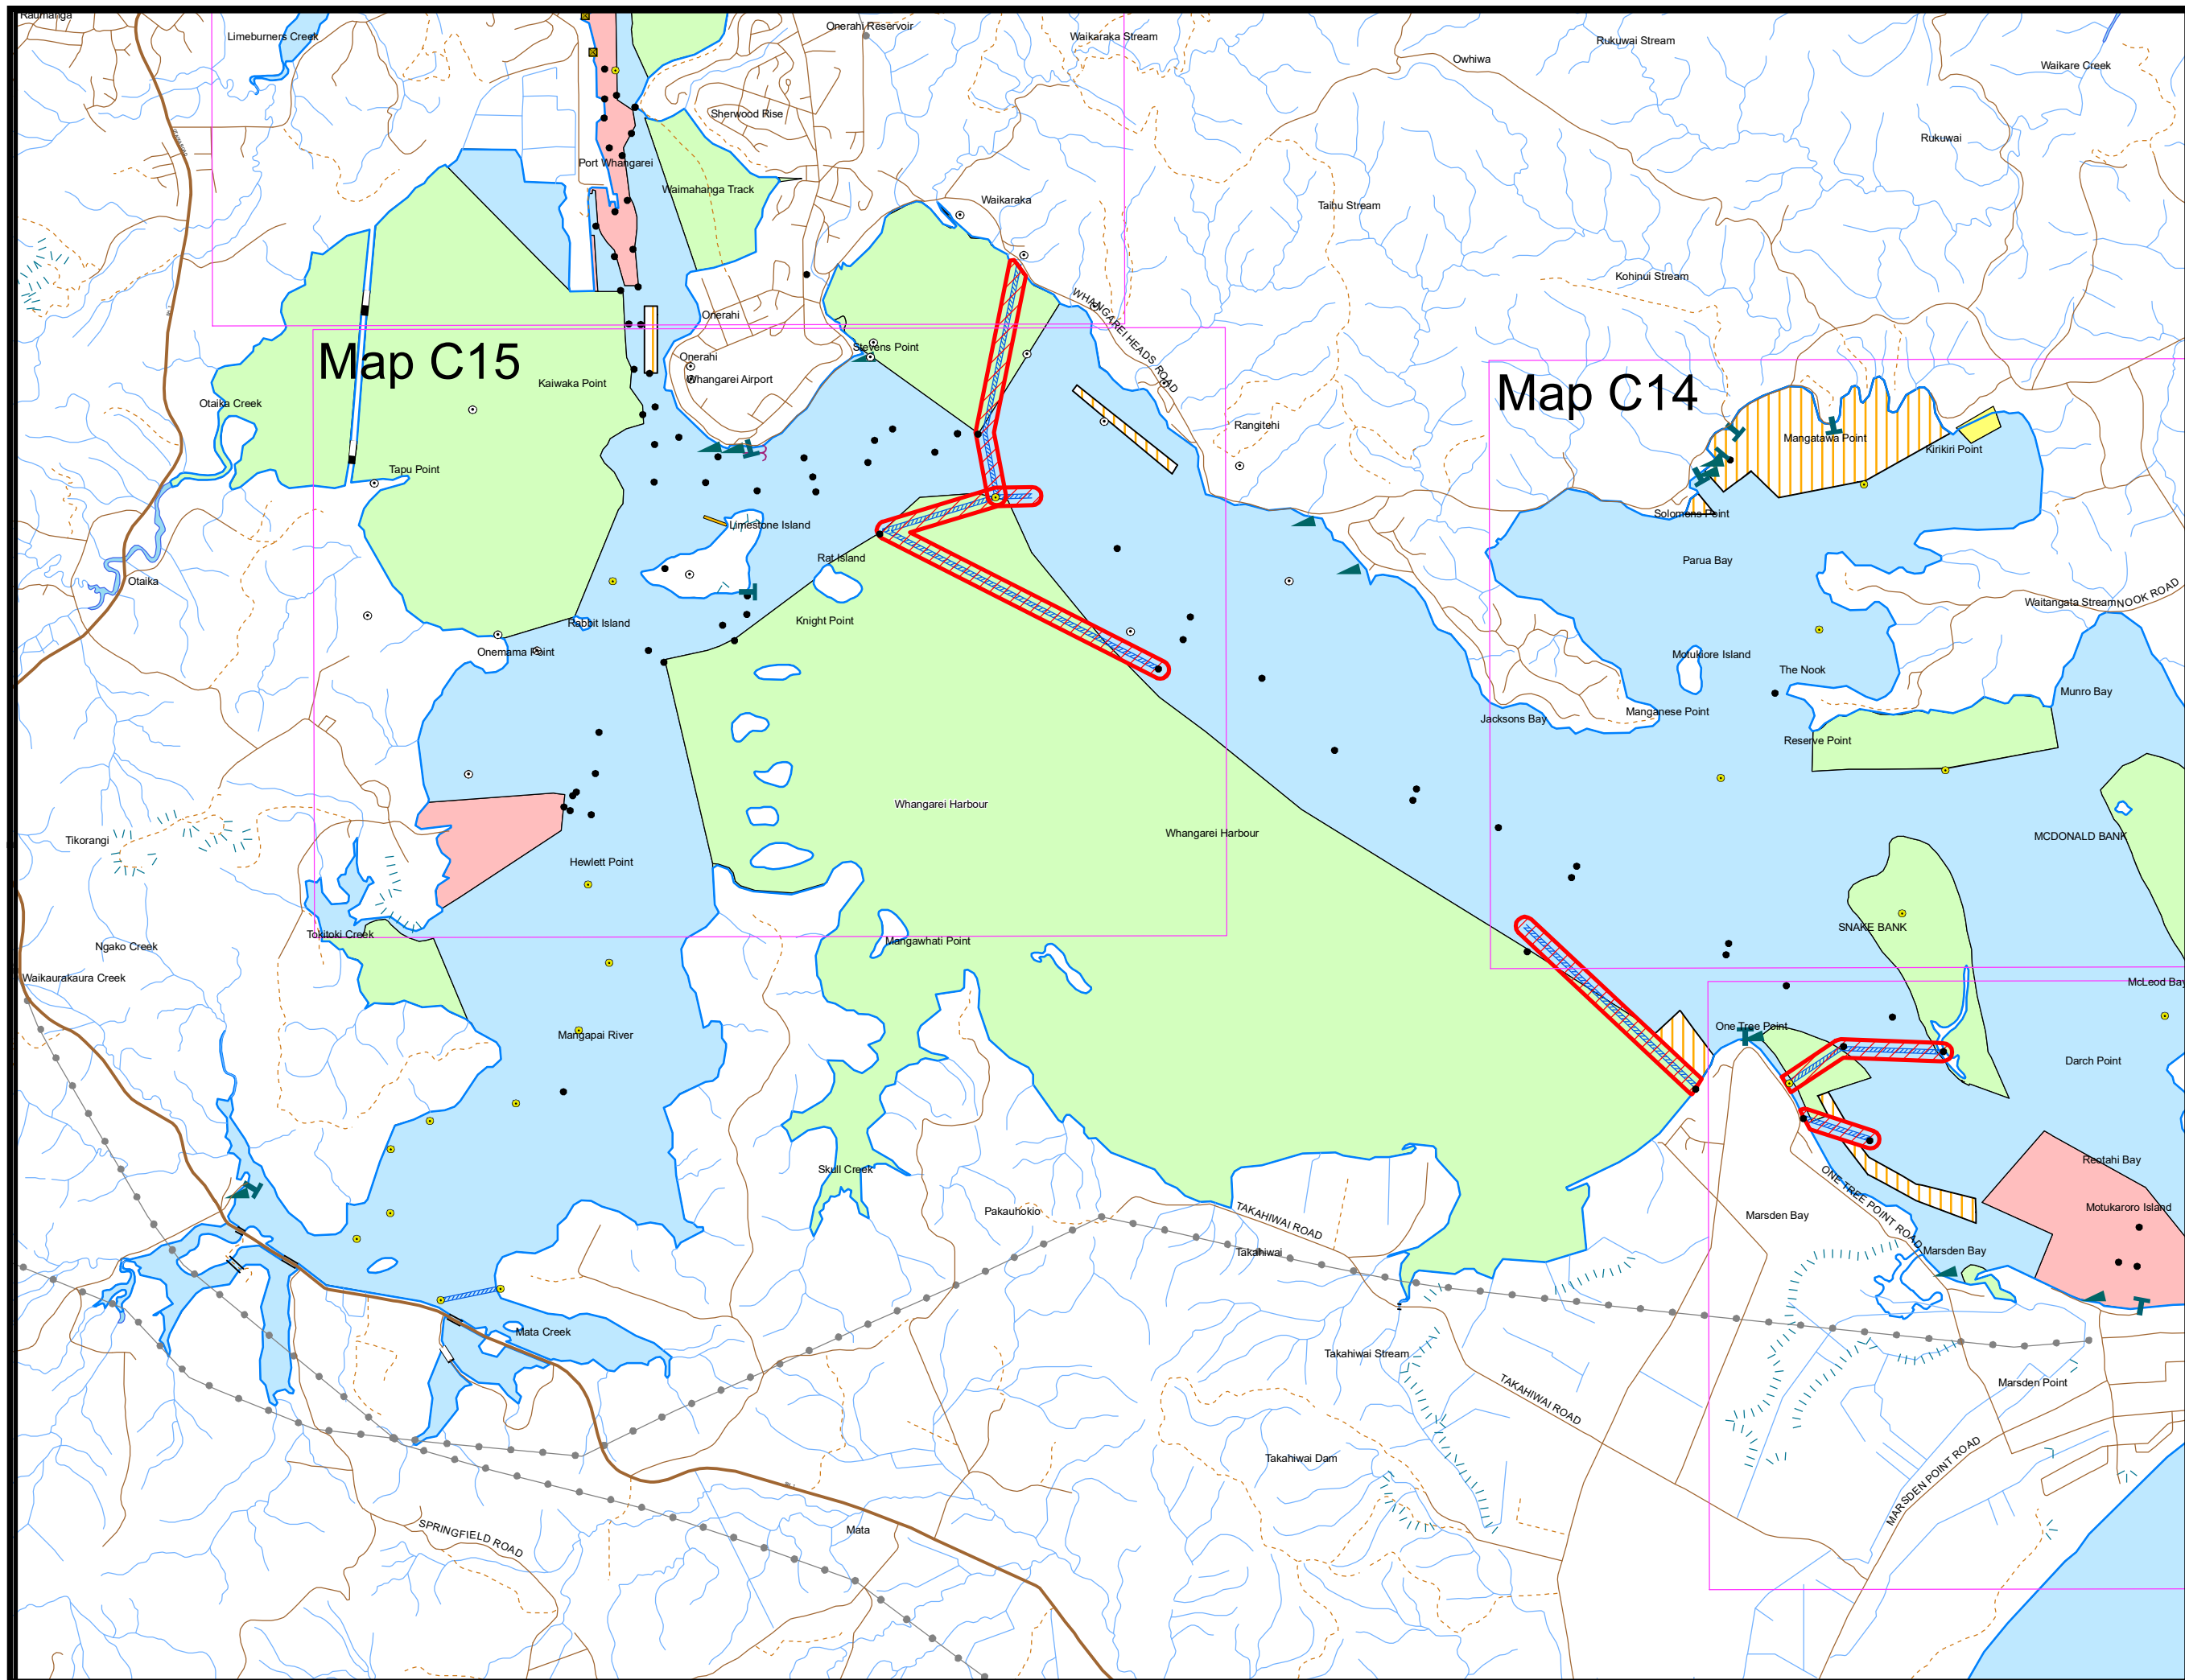 Raumanga
Limeburners Creek
Onerahi Reservoir
Waikaraka Stream
Rukuwai Stream
Owhiwa
Waikare Creek
Sherwood Rise
Rukuwai
Port Whangarei
Waimahanga Track
Waikaraka
Taihu Stream
Kohinui Stream
WHANGAREI HEADS ROAD
Onerahi
Map C15
Stevens Point
Onerahi
Kaiwaka Point
Whangarei Airport
Map C14
Otaika Creek
Rangitehi
Mangatawa Point
Kirikiri Point
Tapu Point
Solomons Point
Limestone Island
Rat Island
Parua Bay
Otaika
Waitangata Stream
NOOK ROAD
Rabbit Island
Knight Point
Onemama Point
Motukiore Island
The Nook
Munro Bay
Manganese Point
Jacksons Bay
Reserve Point
Whangarei Harbour
Whangarei Harbour
Tikorangi
MCDONALD BANK
Hewlett Point
SNAKE BANK
Tokitoki Creek
Mangawhati Point
Ngako Creek
Waikaurakaura Creek
McLeod Bay
One Tree Point
Mangapai River
Darch Point
Skull Creek
Reotahi Bay
ONE TREE POINT ROAD
Pakauhokio
TAKAHIWAI ROAD
Marsden Bay
Motukaroro Island
Takahiwai
Marsden Bay
Mata Creek
Takahiwai Stream
Marsden Point
TAKAHIWAI ROAD
Takahiwai Dam
MARSDEN POINT ROAD
Mata
SPRINGFIELD ROAD